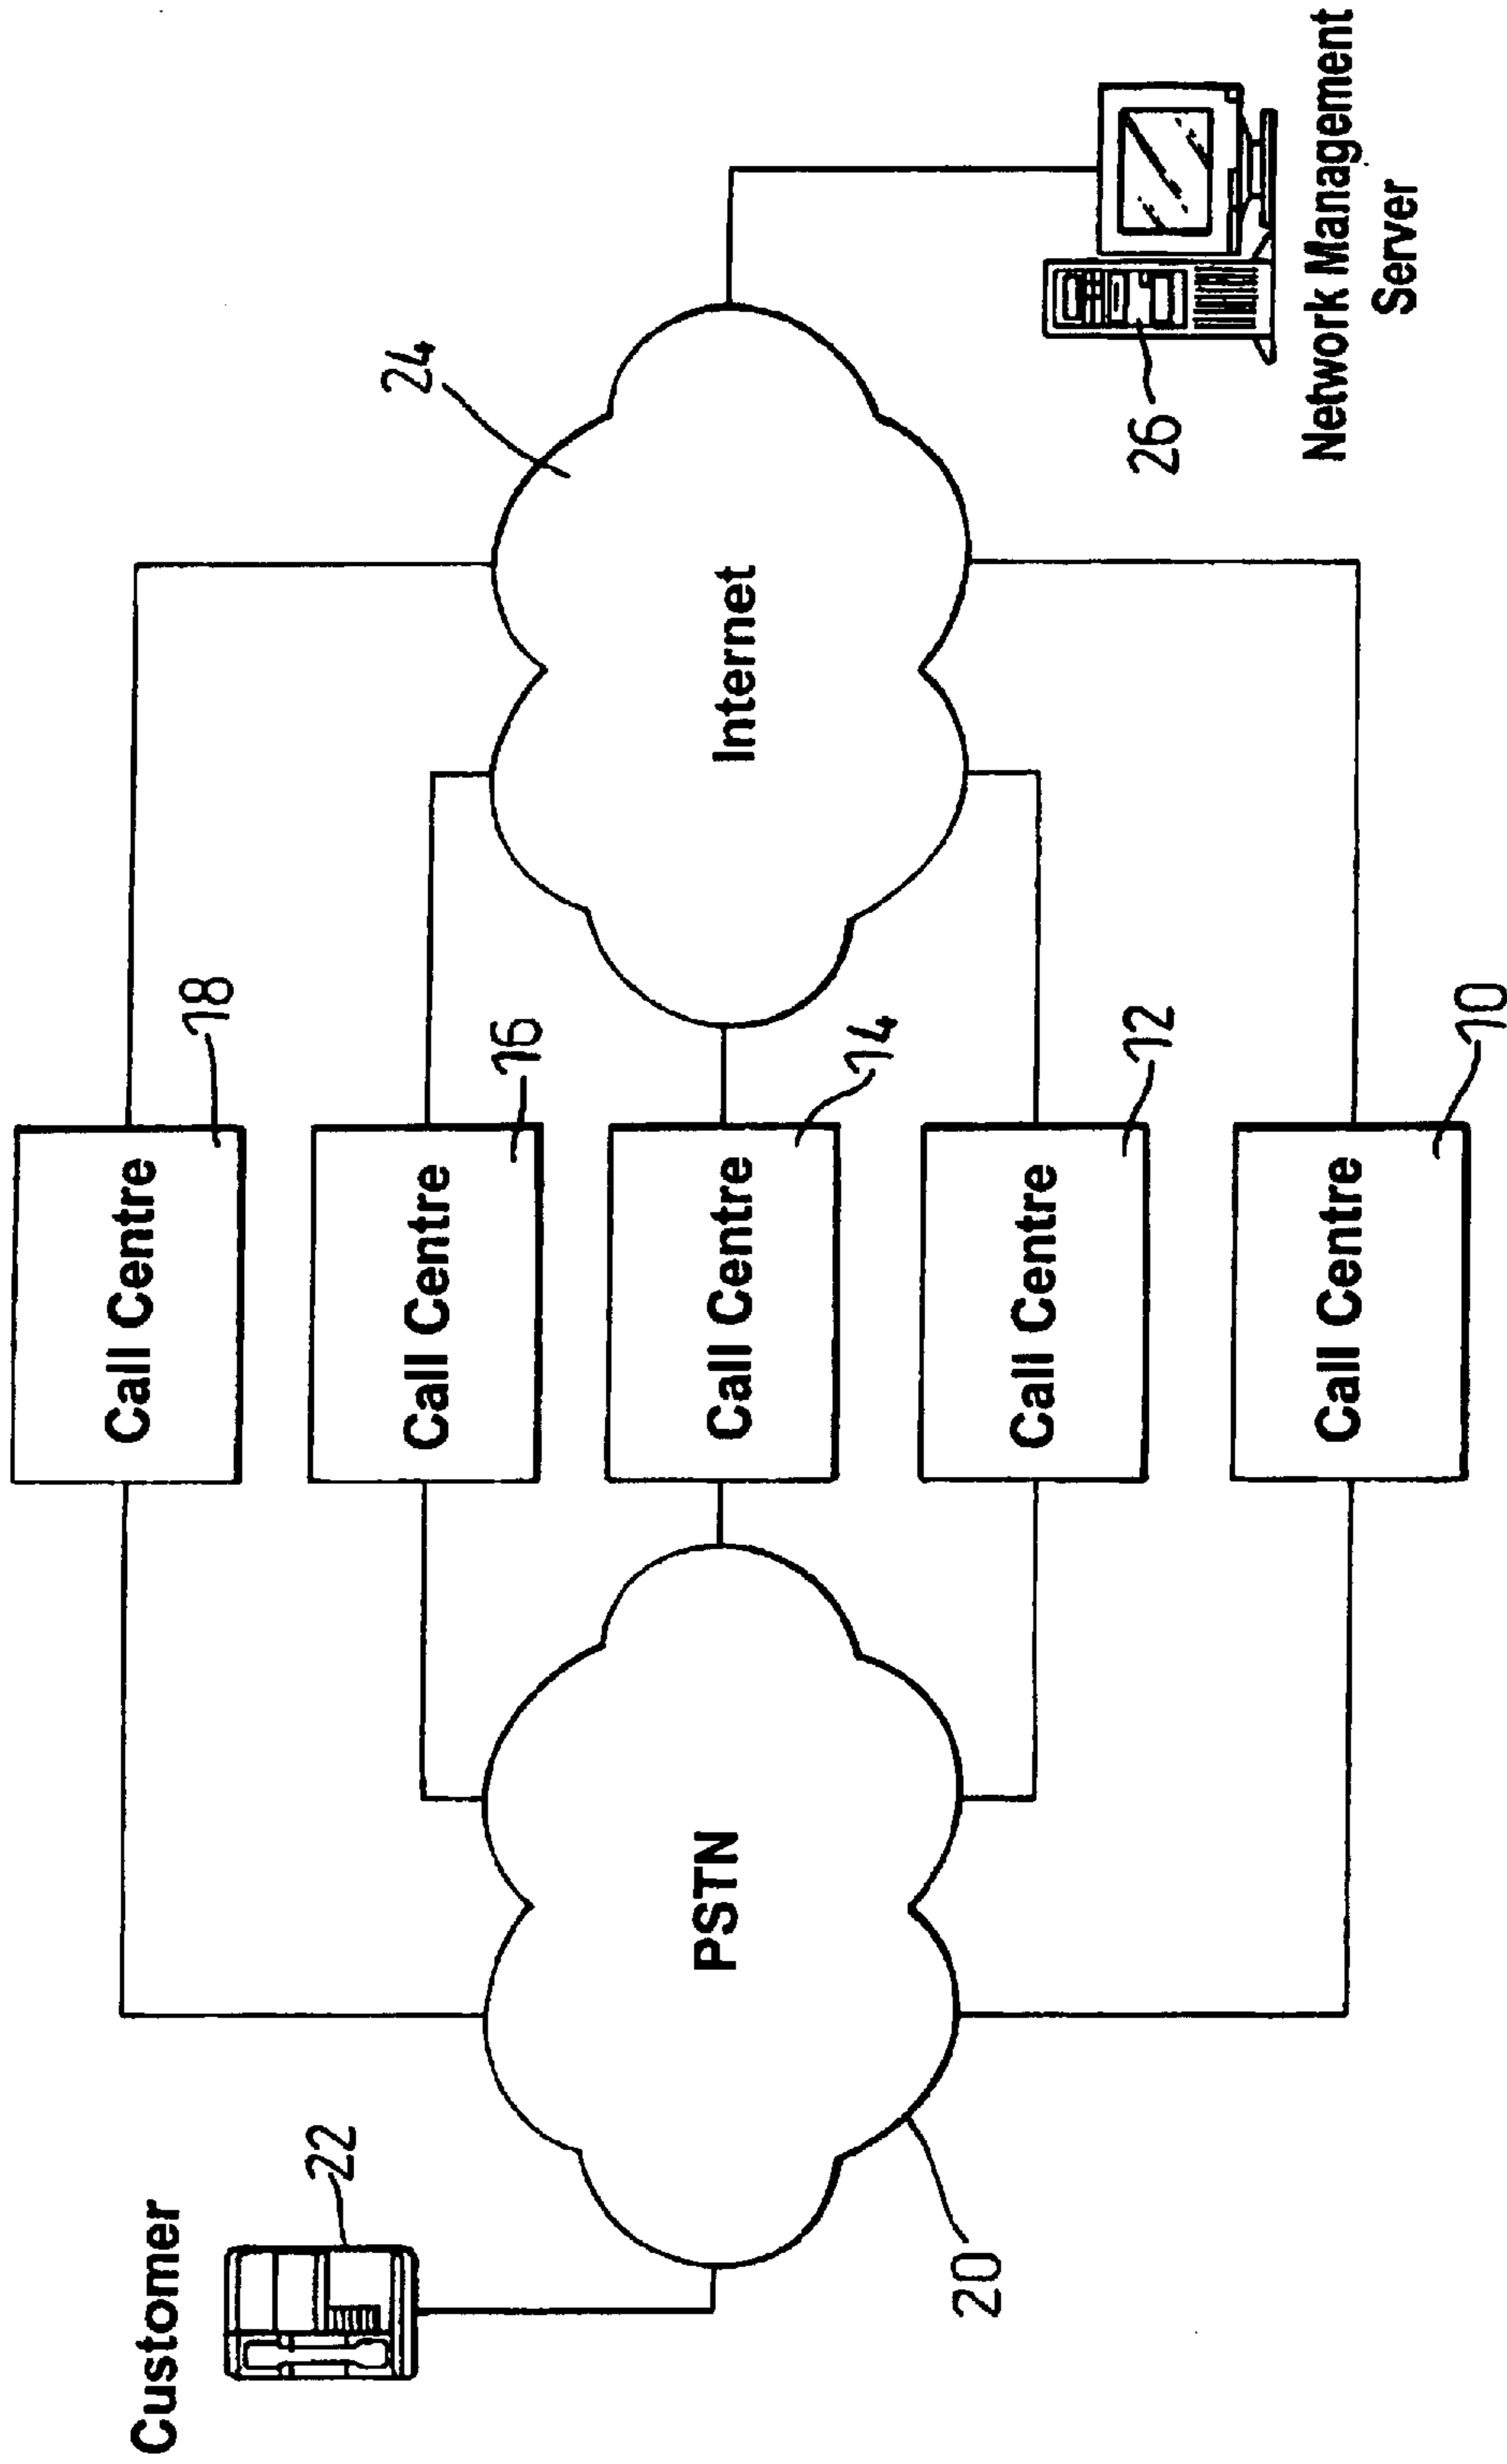 Customer
22
PSTN
20
Call Centre
18
Call Centre
16
Call Centre
14
Call Centre
12
Call Centre
10
Internet
24
26
Network Management
Server